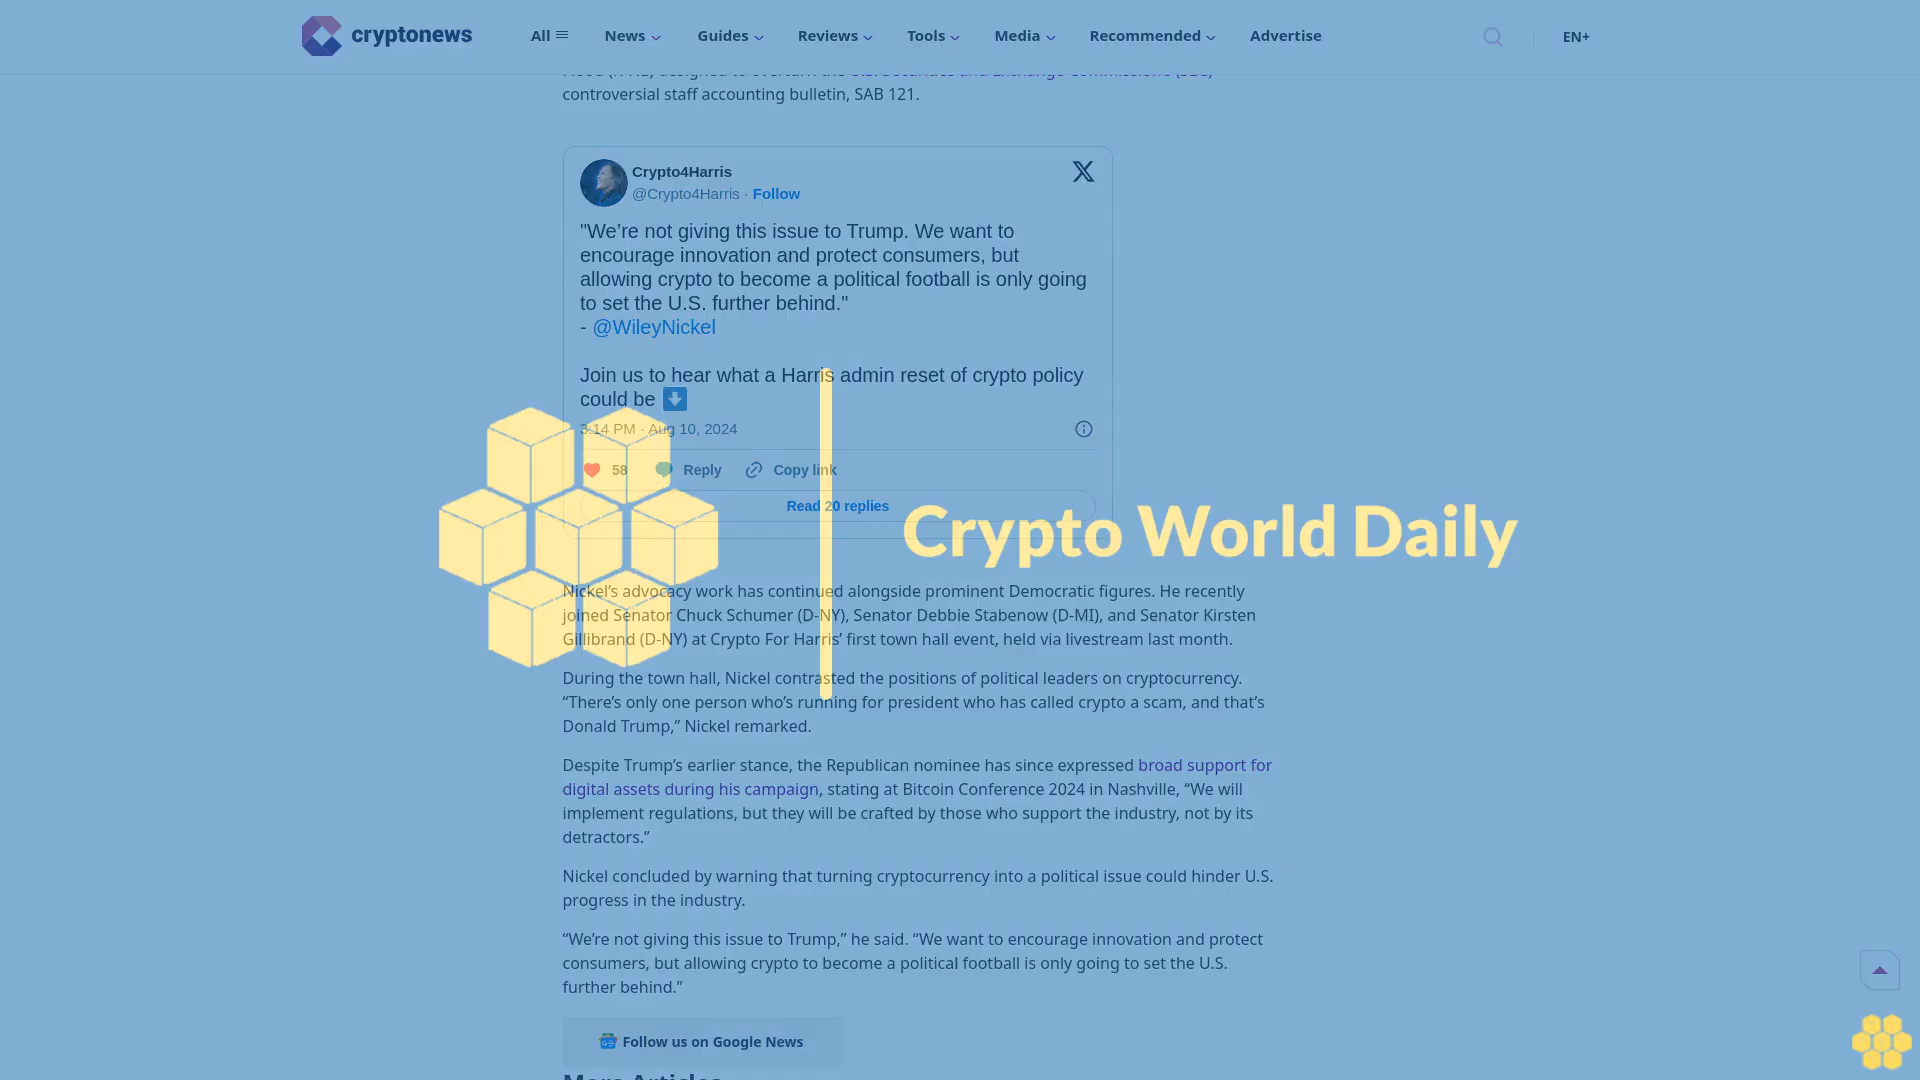 cryptonews
All
News
Guides
Reviews
Tools
Media
Recommended
Advertise
EN+
controversial staff accounting bulletin, SAB 121.
Crypto4Harris
@Crypto4Harris · Follow
"We’re not giving this issue to Trump. We want to
encourage innovation and protect consumers, but
allowing crypto to become a political football is only going
to set the U.S. further behind."
- @WileyNickel
Join us to hear what a Harris admin reset of crypto policy
could be
3:14 PM · Aug 10, 2024
58
Reply
Copy link
Read 20 replies
Crypto World Daily
Nickel’s advocacy work has continued alongside prominent Democratic figures. He recently
joined Senator Chuck Schumer (D-NY), Senator Debbie Stabenow (D-MI), and Senator Kirsten
Gillibrand (D-NY) at Crypto For Harris’ first town hall event, held via livestream last month.
During the town hall, Nickel contrasted the positions of political leaders on cryptocurrency.
“There’s only one person who’s running for president who has called crypto a scam, and that’s
Donald Trump,” Nickel remarked.
Despite Trump’s earlier stance, the Republican nominee has since expressed broad support for
digital assets during his campaign, stating at Bitcoin Conference 2024 in Nashville, “We will
implement regulations, but they will be crafted by those who support the industry, not by its
detractors.”
Nickel concluded by warning that turning cryptocurrency into a political issue could hinder U.S.
progress in the industry.
“We’re not giving this issue to Trump,” he said. “We want to encourage innovation and protect
consumers, but allowing crypto to become a political football is only going to set the U.S.
further behind.”
Follow us on Google News
More Articles